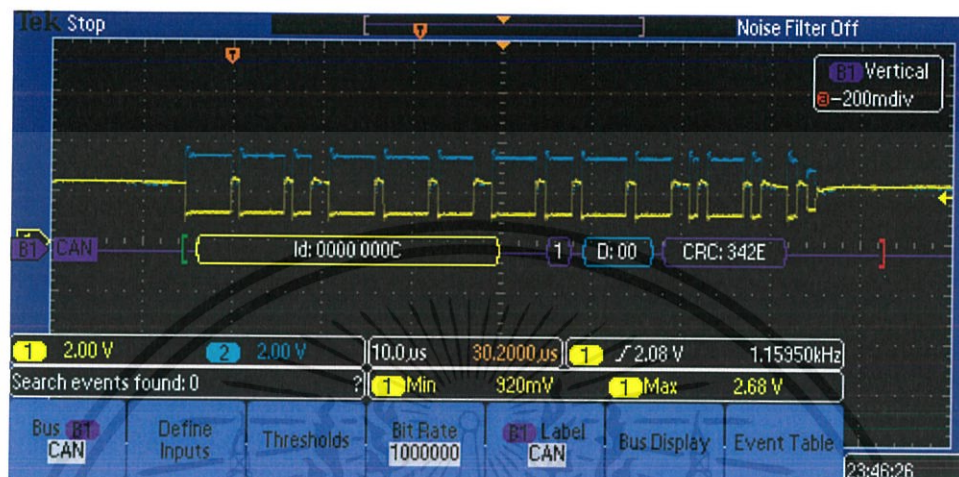 Tek Stop
Noise Filter Off
T
T
B1 Vertical
a -200mdiv
B1 CAN
Id: 0000 000C
1
D: 00
CRC: 342E
1 2.00 V
2 2.00 V
10.0µs
30.2000µs
1 ⌠ 2.08 V
1.15950kHz
Search events found: 0
?
1 Min 920mV
1 Max 2.68 V
Bus B1
CAN
Define
Inputs
Thresholds
Bit Rate
1000000
B1 Label
CAN
Bus Display
Event Table
23:46:26